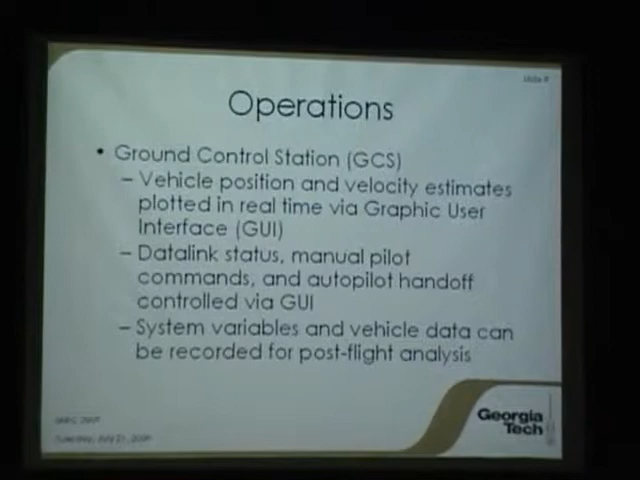 Operations
• Ground Control Station (GCS)
– Vehicle position and velocity estimates
plotted in real time via Graphic User
Interface (GUI)
– Datalink status, manual pilot
commands, and autopilot handoff
controlled via GUI
– System variables and vehicle data can
be recorded for post-flight analysis
Georgia
Tech